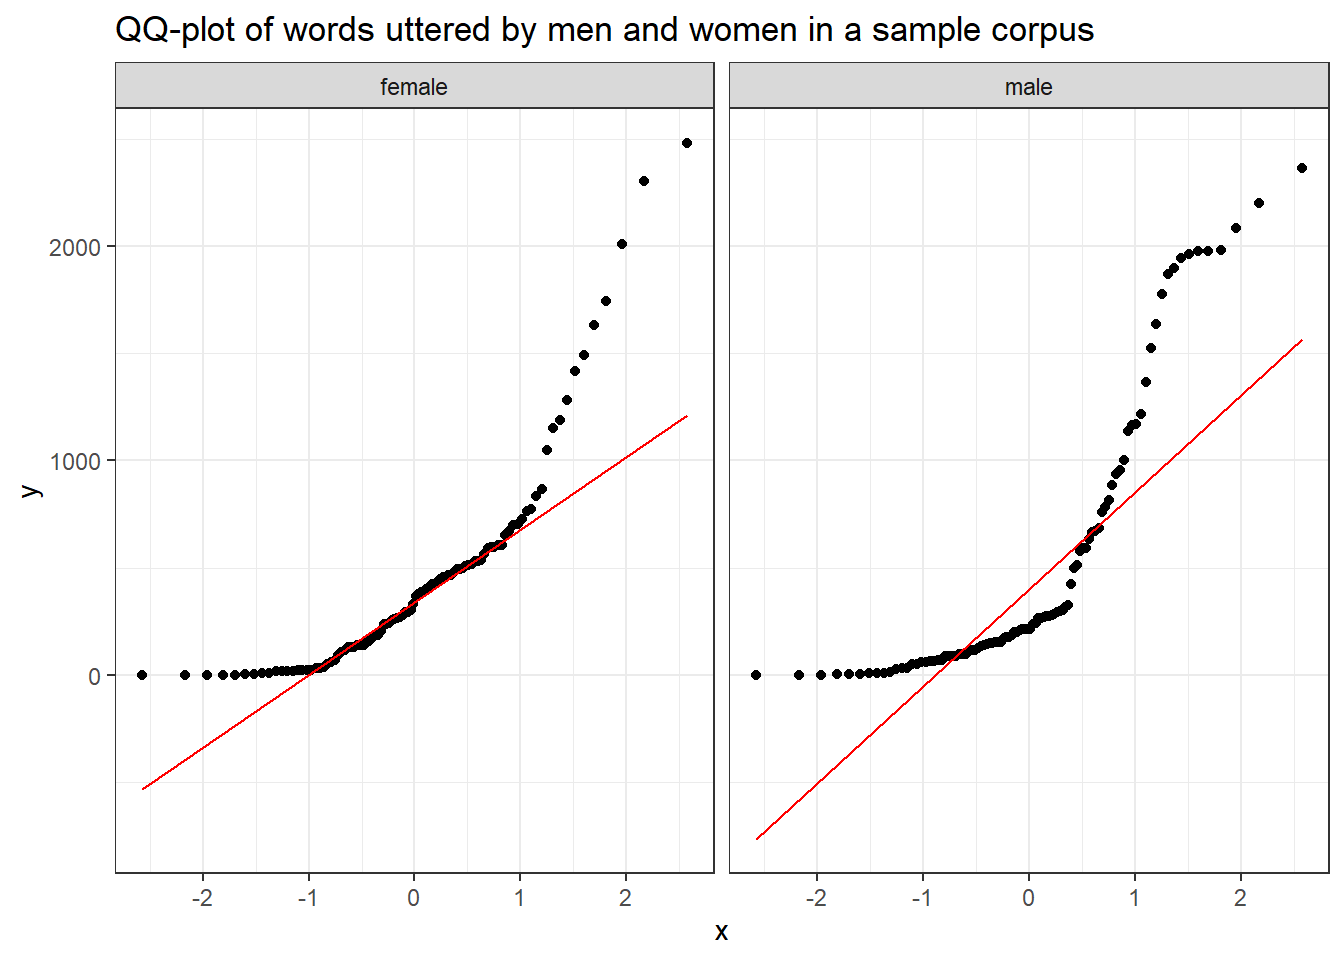 QQ-plot of words uttered by men and women in a sample corpus
female
male
y
2000
1000
0
-2
-1
0
1
2
-2
-1
0
1
2
x